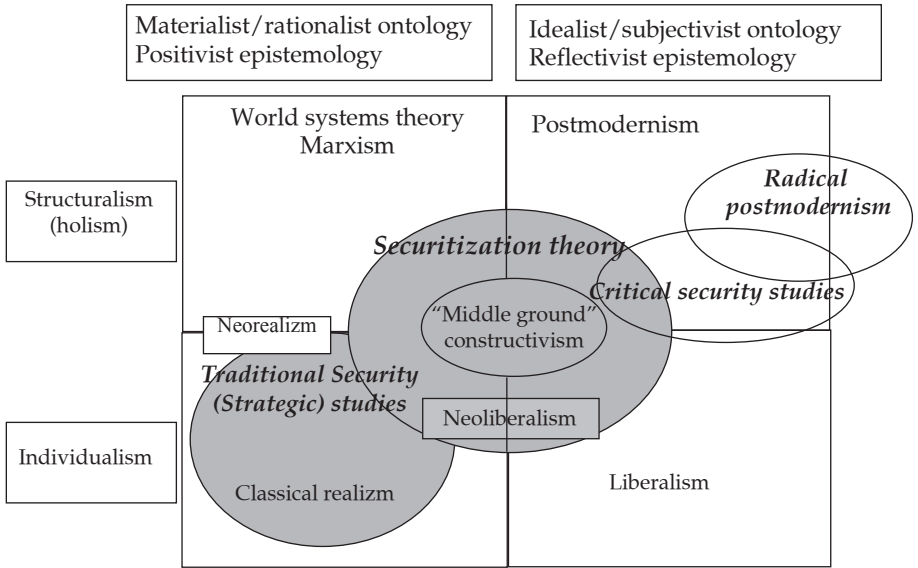 Materialist/rationalist ontology
Positivist epistemology
Idealist/subjectivist ontology
Reflectivist epistemology
World systems theory
Marxism
Postmodernism
Structuralism
(holism)
Radical
postmodernism
Securitization theory
Critical security studies
“Middle ground”
constructivism
Neorealizm
Traditional Security
(Strategic) studies
Neoliberalism
Individualism
Classical realizm
Liberalism